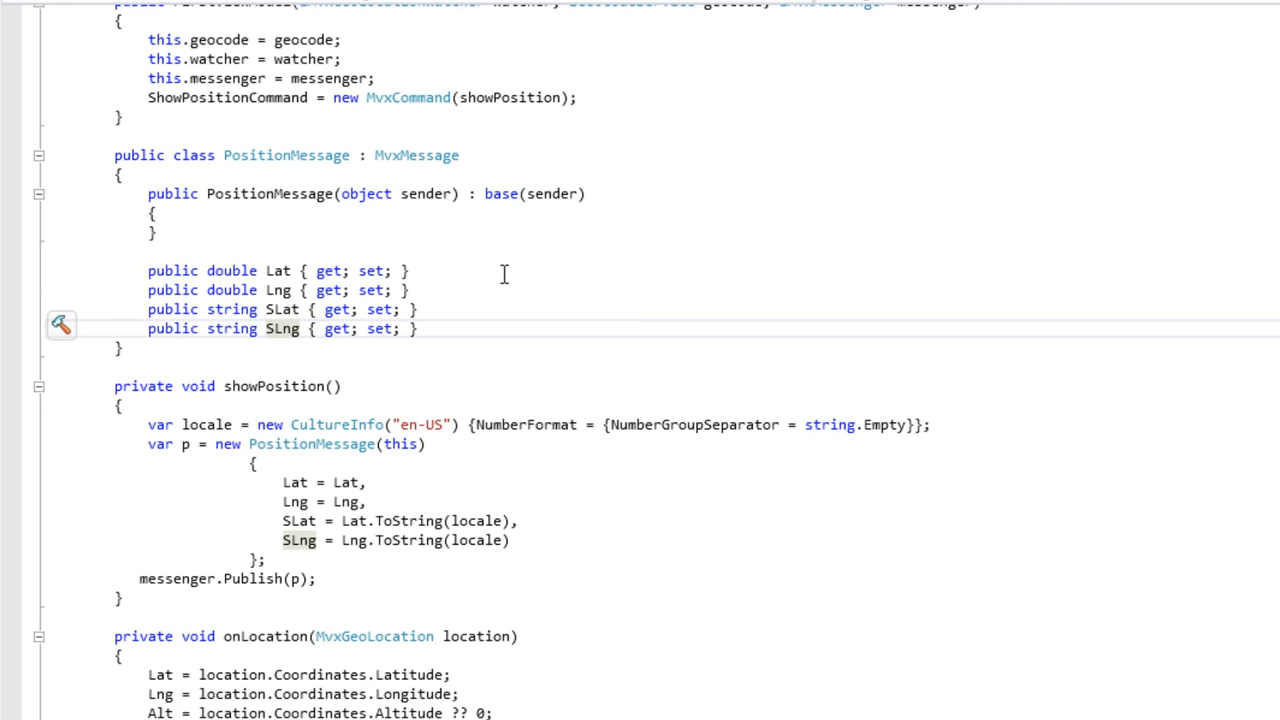 {
this.geocode = geocode;
this.watcher = watcher;
this.messenger = messenger;
ShowPositionCommand = new MvxCommand(showPosition);
}
public class PositionMessage : MvxMessage
{
public PositionMessage(object sender) : base(sender)
{
}
public double Lat { get; set; }
public double Lng { get; set; }
public string SLat { get; set; }
public string SLng { get; set; }
}
private void showPosition()
{
var locale = new CultureInfo("en-US") {NumberFormat = {NumberGroupSeparator = string.Empty}};
var p = new PositionMessage(this)
{
Lat = Lat,
Lng = Lng,
SLat = Lat.ToString(locale),
SLng = Lng.ToString(locale)
};
messenger.Publish(p);
}
private void onLocation(MvxGeoLocation location)
{
Lat = location.Coordinates.Latitude;
Lng = location.Coordinates.Longitude;
Alt = location.Coordinates.Altitude ?? 0;